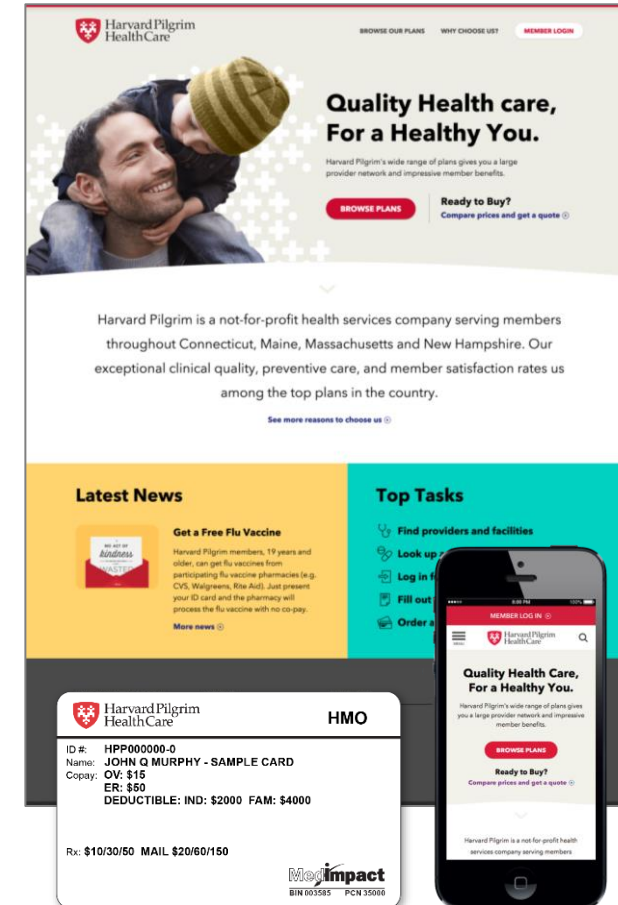 Harvard Pilgrim
HealthCare
BROWSE OUR PLANS WHY CHOOSE US? MEMBER LOGIN
Quality Health care,
For a Healthy You.
Harvard Pilgrim's wide range of plans gives you a large
provider network and impressive member benefits.
BROWSE PLANS
Ready to Buy?
Compare prices and get a quote
Harvard Pilgrim is a not-for-profit health services company serving members
throughout Connecticut, Maine, Massachusetts and New Hampshire. Our
exceptional clinical quality, preventive care, and member satisfaction rates us
among the top plans in the country.
See more reasons to choose us
Latest News
kindness
WASTED
Get a Free Flu Vaccine
Harvard Pilgrim members, 19 years and
older, can get flu vaccines from
participating flu vaccine pharmacies (e.g.
CVS, Walgreens, Rite Aid). Just present
your ID card and the pharmacy will
process the flu vaccine with no co-pay.
More news
Top Tasks
Find providers and facilities
Look up
Log in
Fill out
Order
8:00 PM 100%
MEMBER LOG IN
MENU
Harvard Pilgrim
HealthCare
Quality Health Care,
For a Healthy You.
Harvard Pilgrim's wide range of plans gives
you a large provider network and impressive
member benefits.
BROWSE PLANS
Ready to Buy?
Compare prices and get a quote
Harvard Pilgrim is a not-for-profit health
services company serving members
Harvard Pilgrim
HealthCare
HMO
ID #: HPP000000-0
Name: JOHN Q MURPHY - SAMPLE CARD
Copay: OV: $15
ER: $50
DEDUCTIBLE: IND: $2000 FAM: $4000
Rx: $10/30/50 MAIL $20/60/150
MedImpact
BIN 003585 PCN 35000